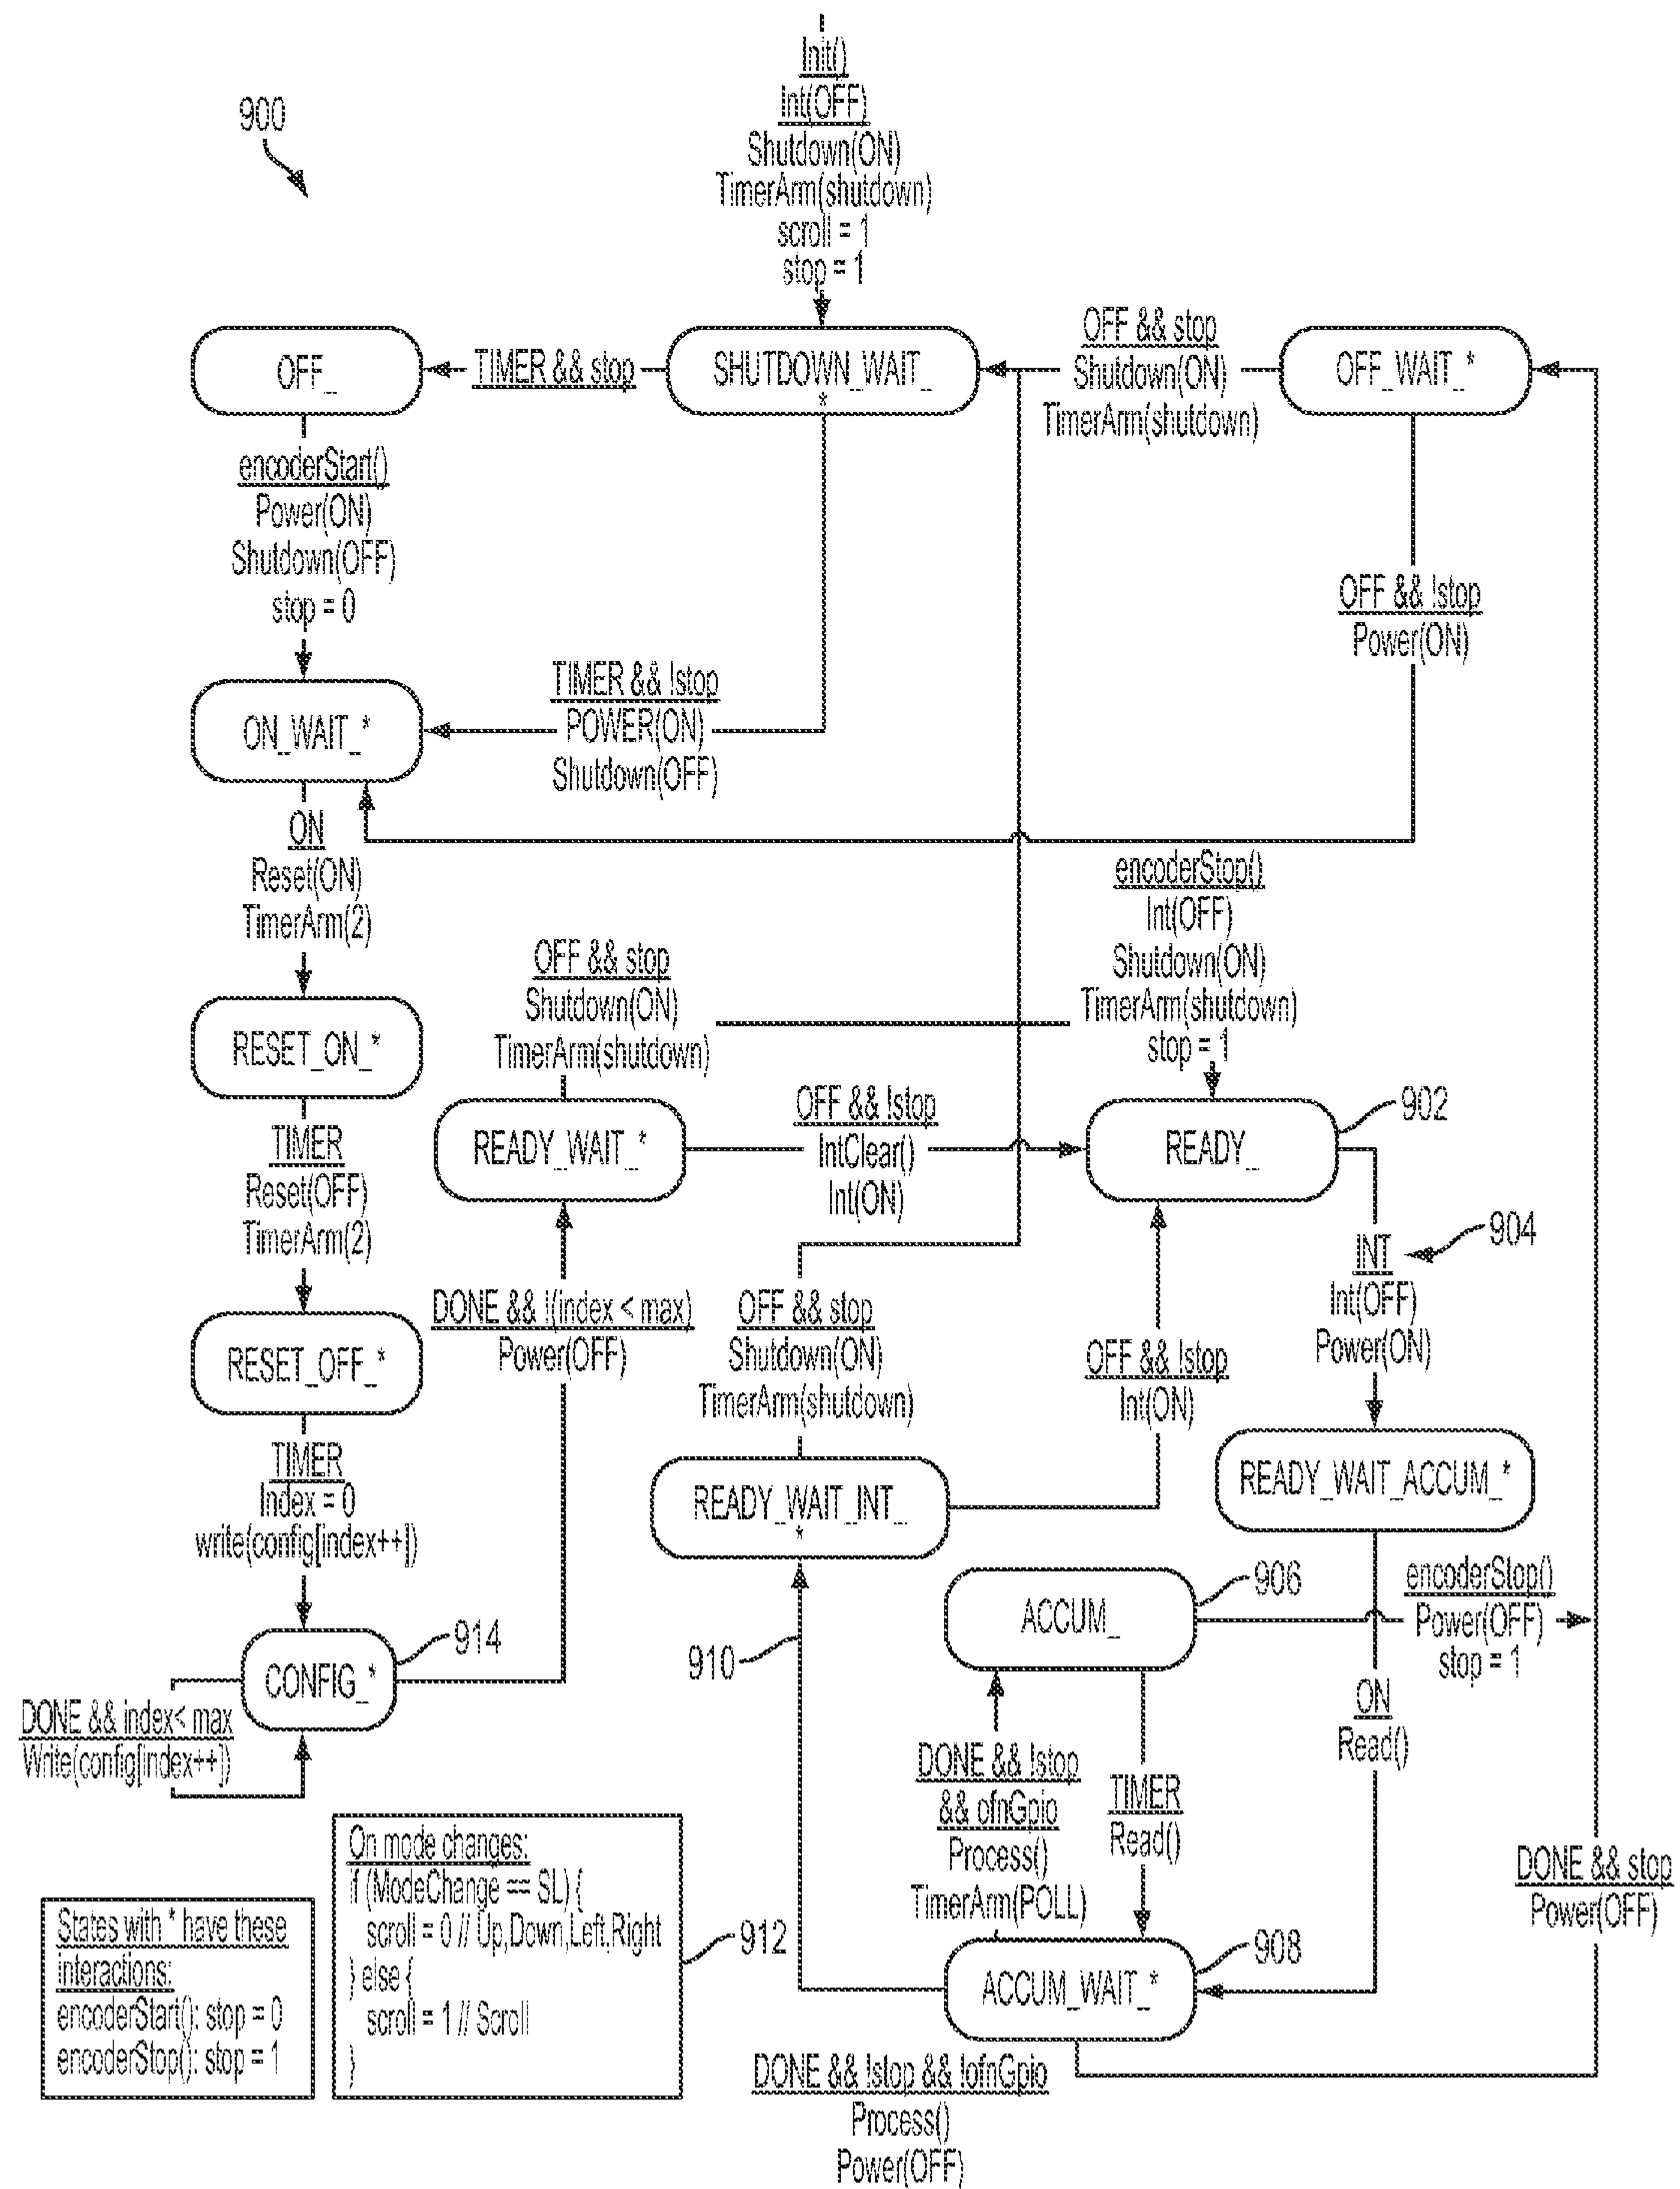 Init()
Int(OFF)
Shutdown(ON)
TimerArm(shutdown)
scroll = 1
stop = 1
900
OFF_
TIMER && stop
SHUTDOWN_WAIT_
*
OFF && stop
Shutdown(ON)
TimerArm(shutdown)
OFF_WAIT_*
encoderStart()
Power(ON)
Shutdown(OFF)
stop = 0
OFF && !stop
Power(ON)
ON_WAIT_*
TIMER && !stop
POWER(ON)
Shutdown(OFF)
ON
Reset(ON)
TimerArm(2)
encoderStop()
Int(OFF)
Shutdown(ON)
TimerArm(shutdown)
stop = 1
OFF && stop
Shutdown(ON)
TimerArm(shutdown)
RESET_ON_*
READY_WAIT_*
OFF && !stop
IntClear()
Int(ON)
READY_
902
TIMER
Reset(OFF)
TimerArm(2)
INT
Int(OFF)
Power(ON)
904
DONE && !(index < max)
Power(OFF)
OFF && stop
Shutdown(ON)
TimerArm(shutdown)
OFF && !stop
Int(ON)
RESET_OFF_*
READY_WAIT_INT_
*
READY_WAIT_ACCUM_*
TIMER
Index = 0
write(config[index++])
ACCUM_
906
encoderStop()
Power(OFF)
stop = 1
910
CONFIG_*
914
DONE && index< max
Write(config[index++])
ON
Read()
DONE && !stop
&& ofnGpio
Process()
TimerArm(POLL)
TIMER
Read()
DONE && stop
Power(OFF)
ACCUM_WAIT_*
908
DONE && !stop && !ofnGpio
Process()
Power(OFF)
States with * have these
interactions:
encoderStart(): stop = 0
encoderStop(): stop = 1
On mode changes:
if (ModeChange == SL) {
scroll = 0 // Up,Down,Left,Right
} else {
scroll = 1 // Scroll
}
912